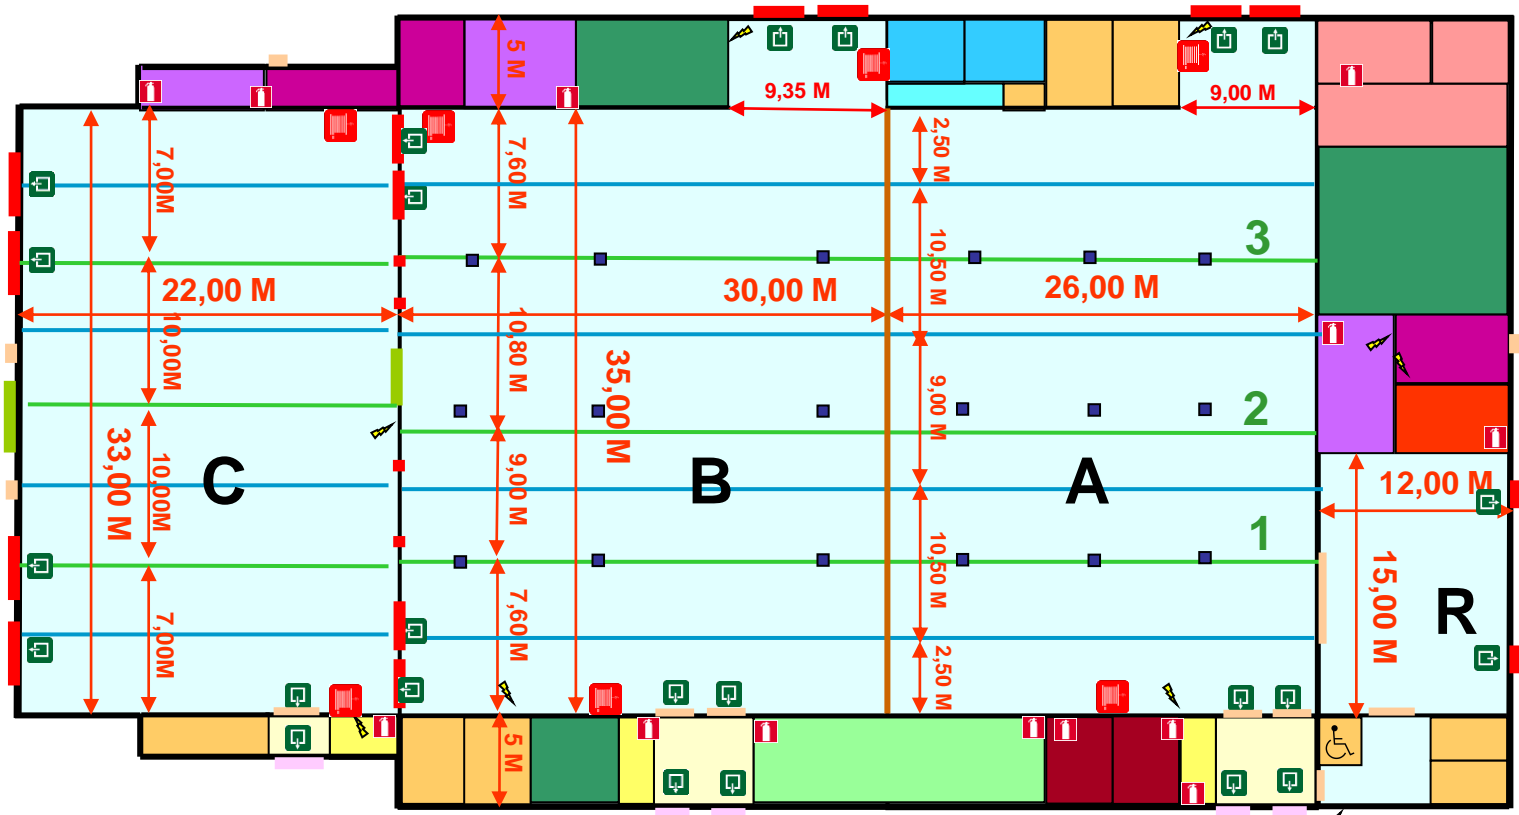 5 M
9,35 M
9,00 M
7,00M
7,60 M
2,50 M
3
10,50 M
22,00 M
30,00 M
26,00 M
10,00M
10,80 M
35,00 M
9,00 M
2
33,00 M
10,00M
C
9,00 M
B
A
12,00 M
1
10,50 M
15,00 M
R
7,00M
7,60 M
2,50 M
5 M